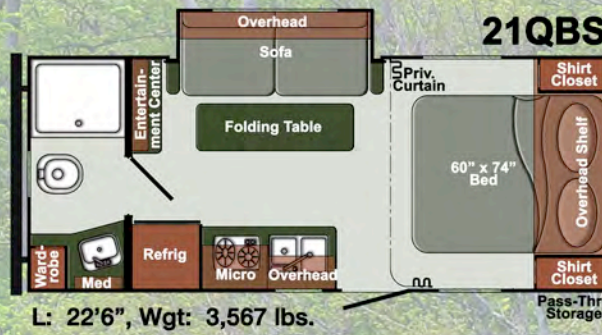 21QBS
Overhead
Sofa
Entertain-
ment Center
Priv.
Curtain
Shirt
Closet
Folding Table
60" x 74"
Bed
Overhead Shelf
Ward-
robe
Med
Refrig
Micro
Overhead
Shirt
Closet
Pass-Thr
Storage
L: 22'6", Wgt: 3,567 lbs.